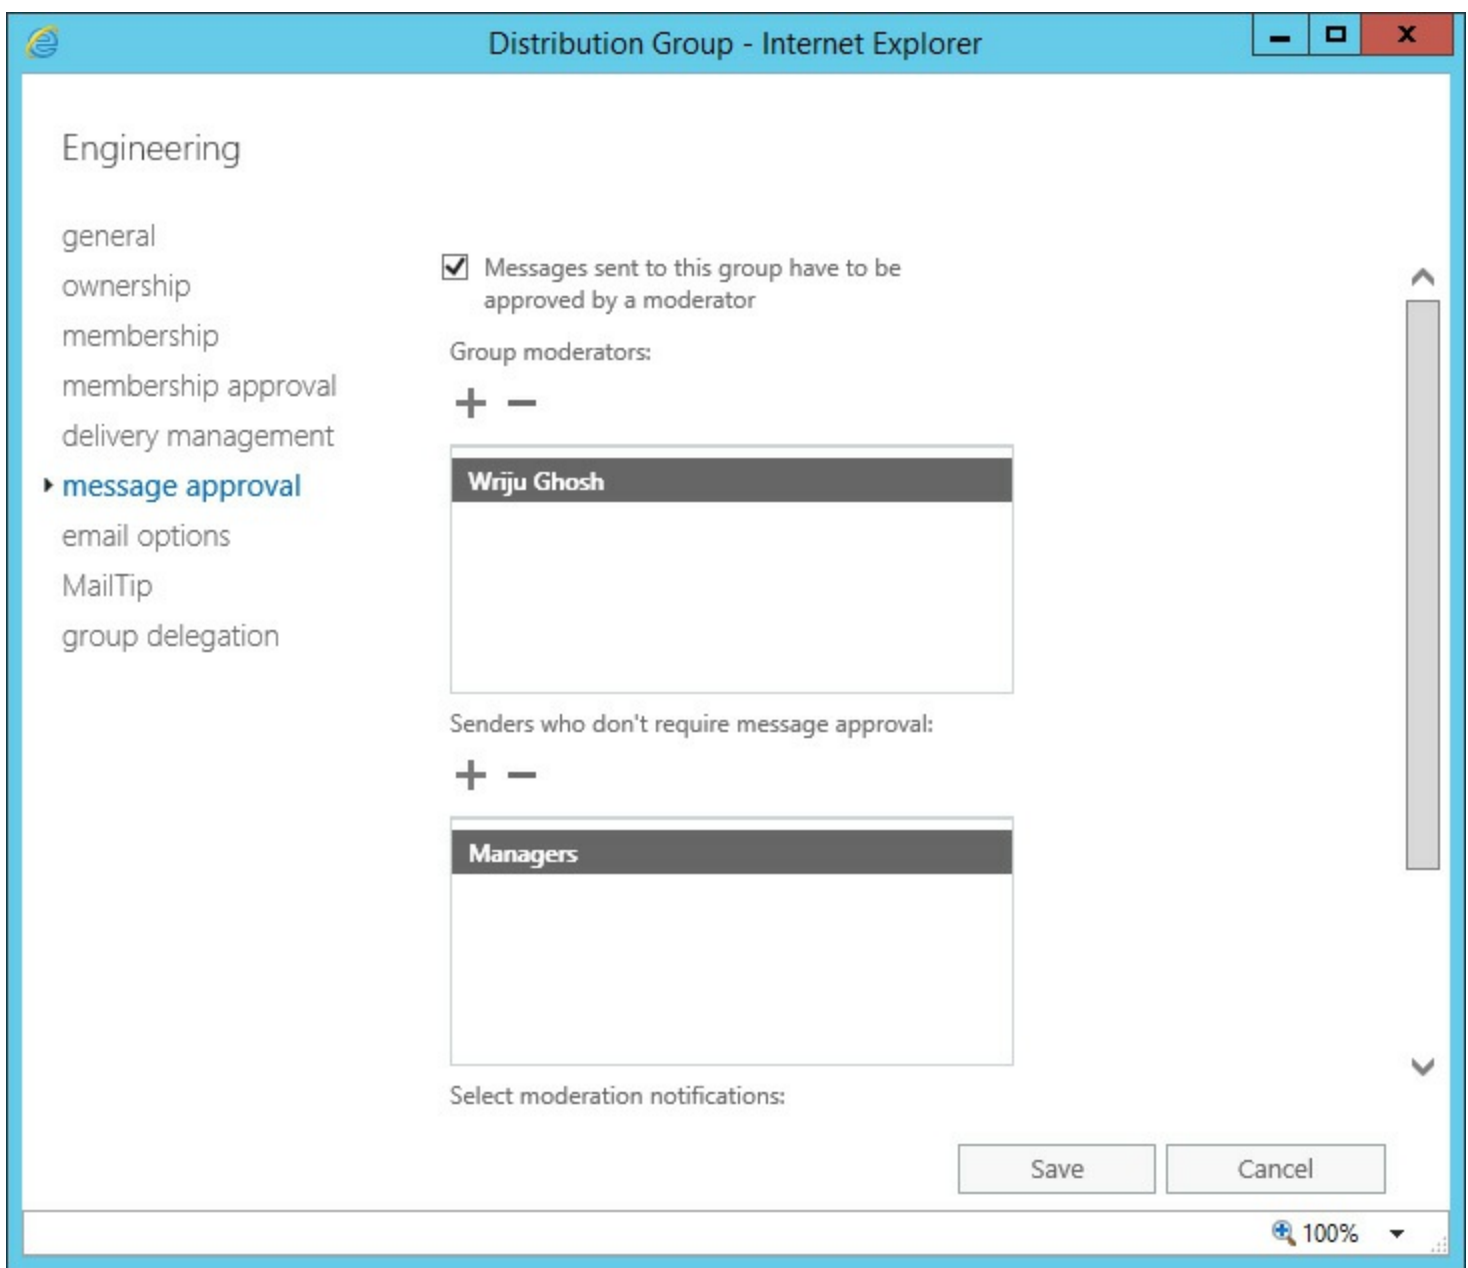 Distribution Group - Internet Explorer
Engineering
general
ownership
membership
membership approval
delivery management
message approval
email options
MailTip
group delegation
Messages sent to this group have to be
approved by a moderator
Group moderators:
Wriju Ghosh
Senders who don't require message approval:
Managers
Select moderation notifications:
Save
Cancel
100%